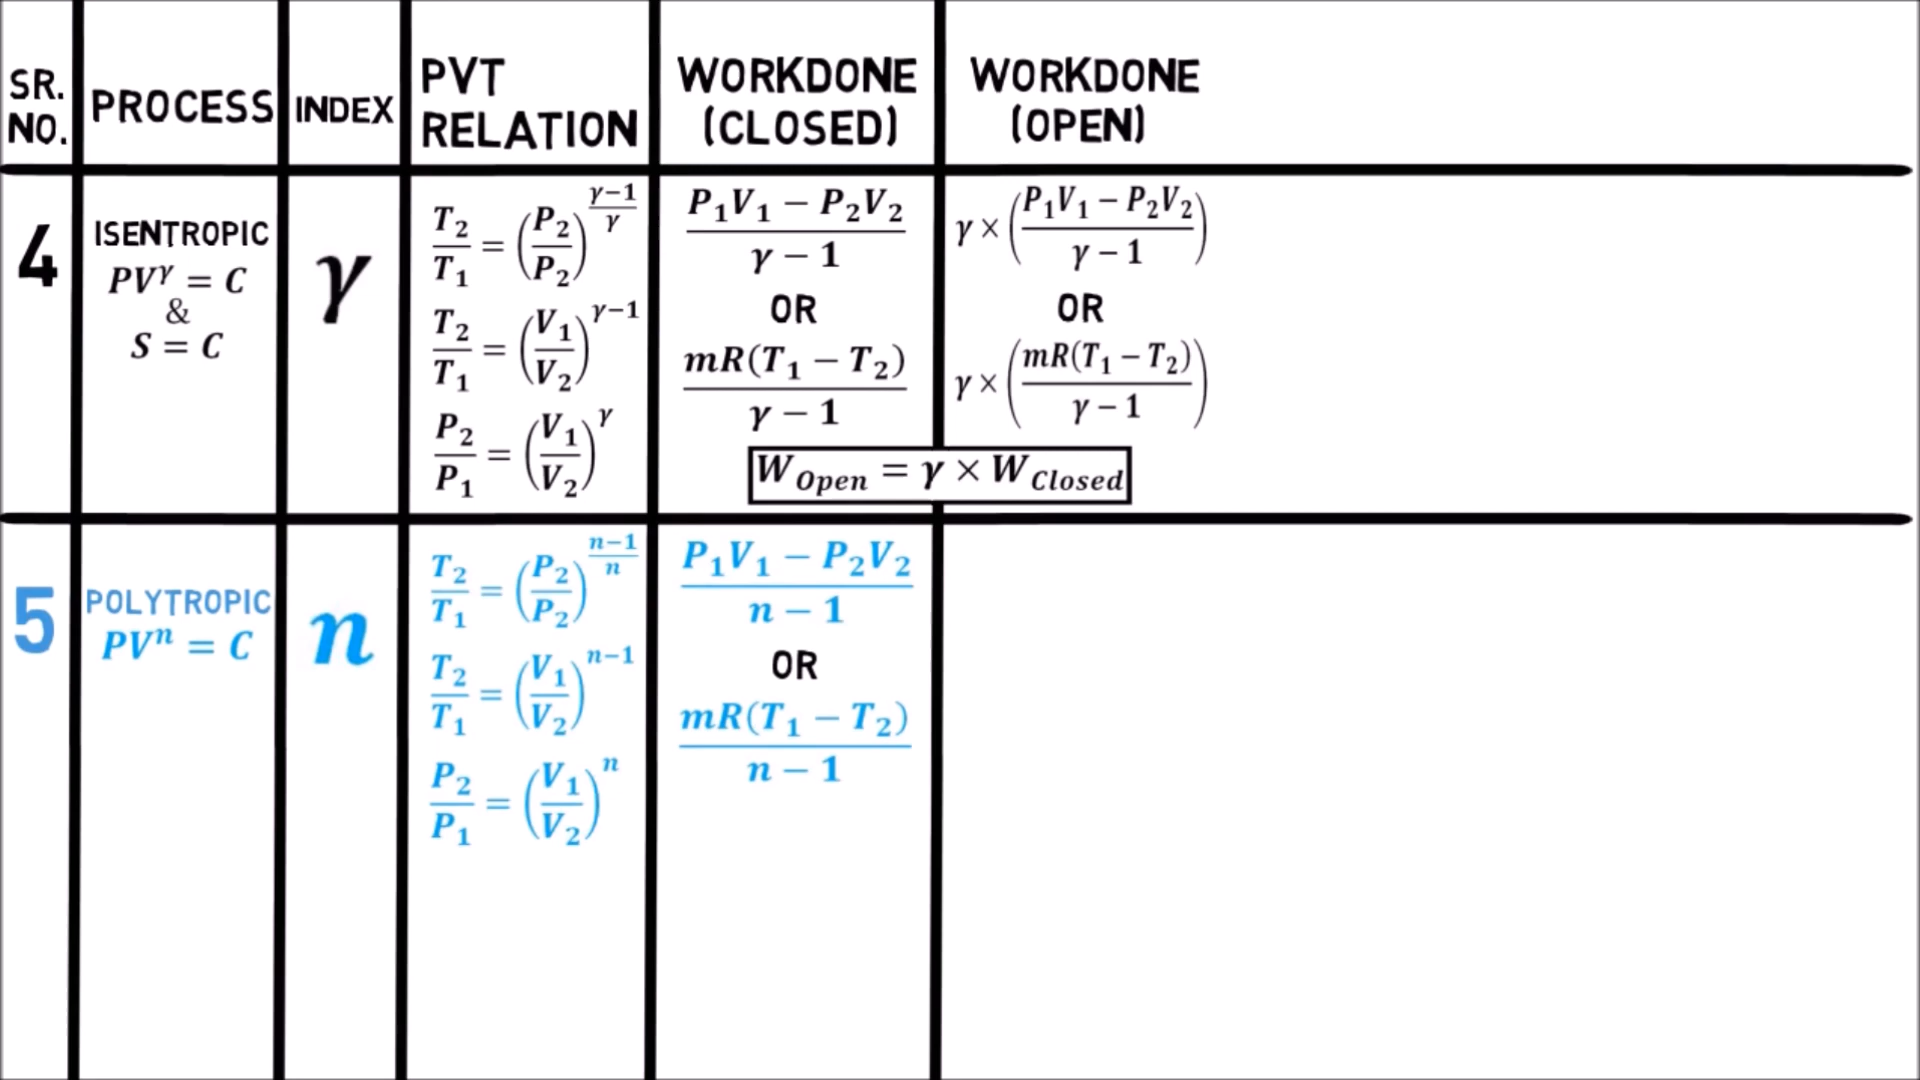 SR. NO.
PROCESS
INDEX
PVT RELATION
WORKDONE (CLOSED)
WORKDONE (OPEN)
4
ISENTROPIC
PV^γ = C
&
S = C
γ
T₂/T₁ = (P₂/P₂)^((γ−1)/γ)
T₂/T₁ = (V₁/V₂)^(γ−1)
P₂/P₁ = (V₁/V₂)^γ
(P₁V₁ − P₂V₂)/(γ − 1)
OR
mR(T₁ − T₂)/(γ − 1)
γ × ((P₁V₁ − P₂V₂)/(γ − 1))
OR
γ × (mR(T₁ − T₂)/(γ − 1))
W_Open = γ × W_Closed
5
POLYTROPIC
PVⁿ = C
n
T₂/T₁ = (P₂/P₂)^((n−1)/n)
T₂/T₁ = (V₁/V₂)^(n−1)
P₂/P₁ = (V₁/V₂)^n
(P₁V₁ − P₂V₂)/(n − 1)
OR
mR(T₁ − T₂)/(n − 1)